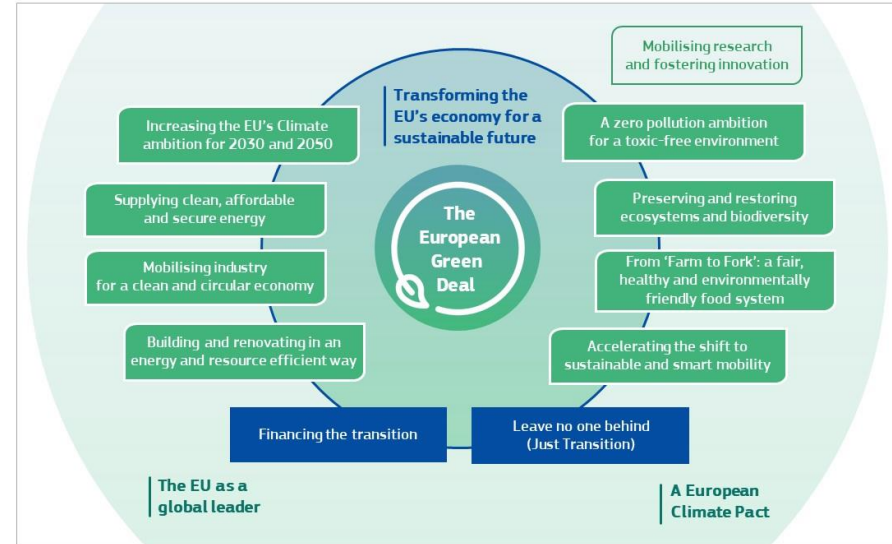 Mobilising research
and fostering innovation
Transforming the
EU's economy for a
sustainable future
Increasing the EU's Climate
ambition for 2030 and 2050
A zero pollution ambition
for a toxic-free environment
Supplying clean, affordable
and secure energy
The
European
Green
Deal
Preserving and restoring
ecosystems and biodiversity
Mobilising industry
for a clean and circular economy
From 'Farm to Fork': a fair,
healthy and environmentally
friendly food system
Building and renovating in an
energy and resource efficient way
Accelerating the shift to
sustainable and smart mobility
Financing the transition
Leave no one behind
(Just Transition)
The EU as a
global leader
A European
Climate Pact